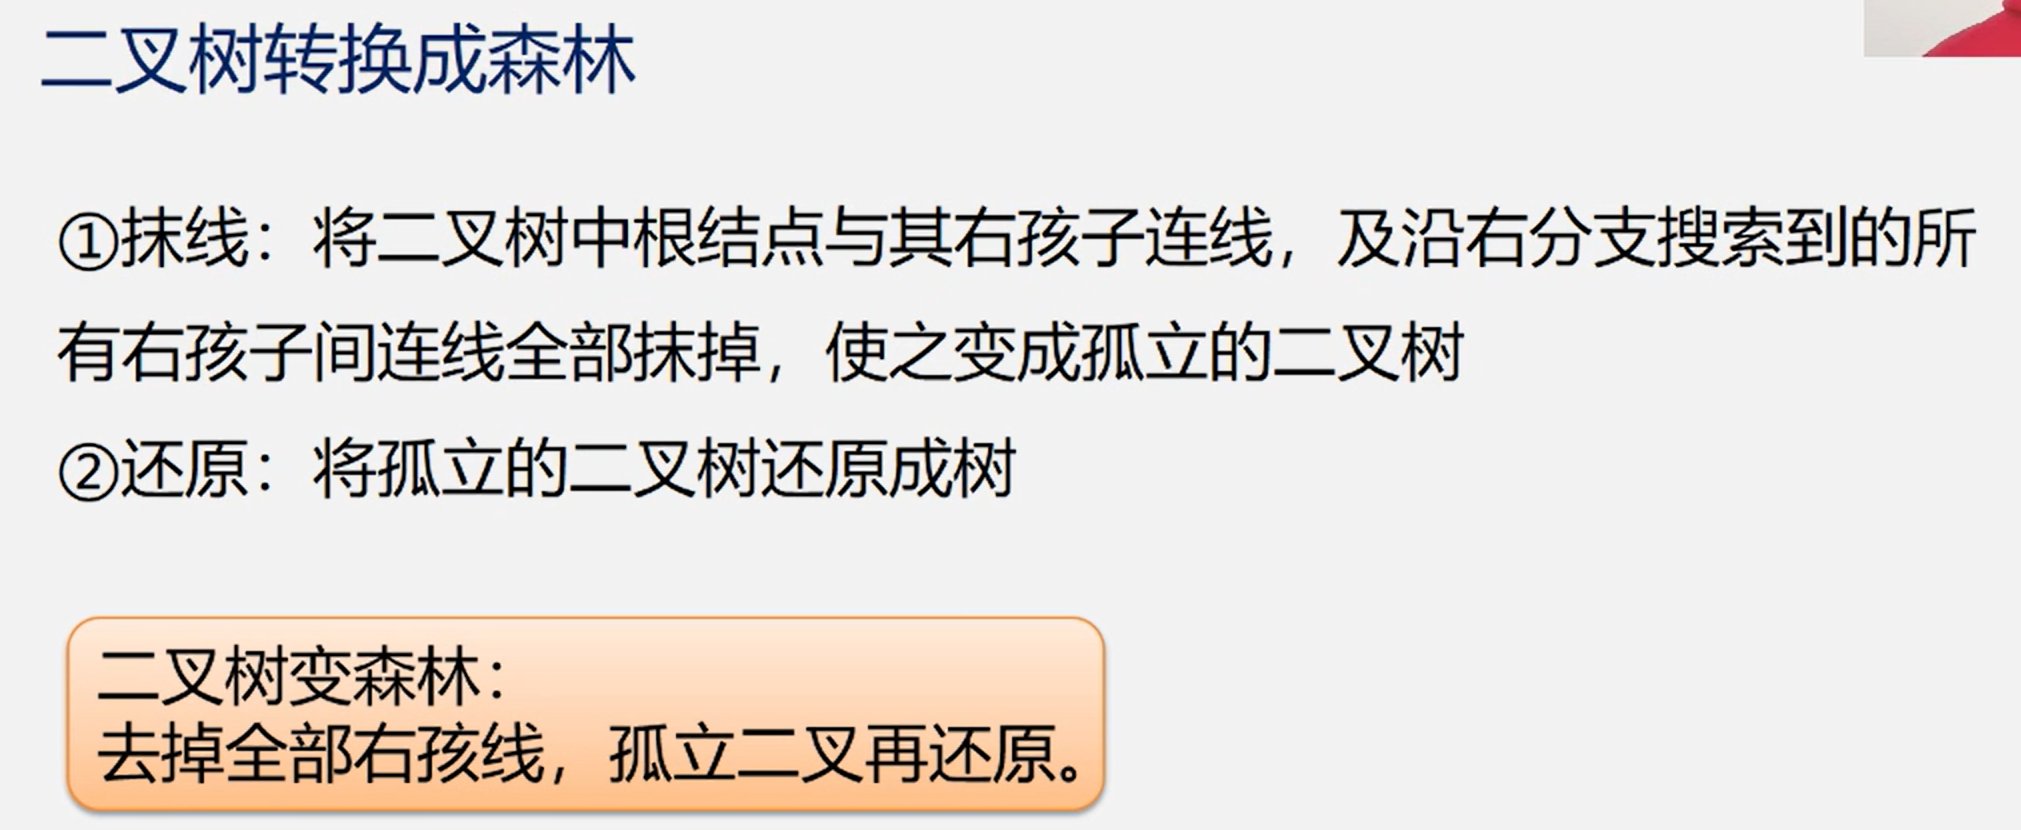 二叉树转换成森林
①抹线：将二叉树中根结点与其右孩子连线，及沿右分支搜索到的所
有右孩子间连线全部抹掉，使之变成孤立的二叉树
②还原：将孤立的二叉树还原成树
二叉树变森林：
去掉全部右孩线，孤立二叉再还原。